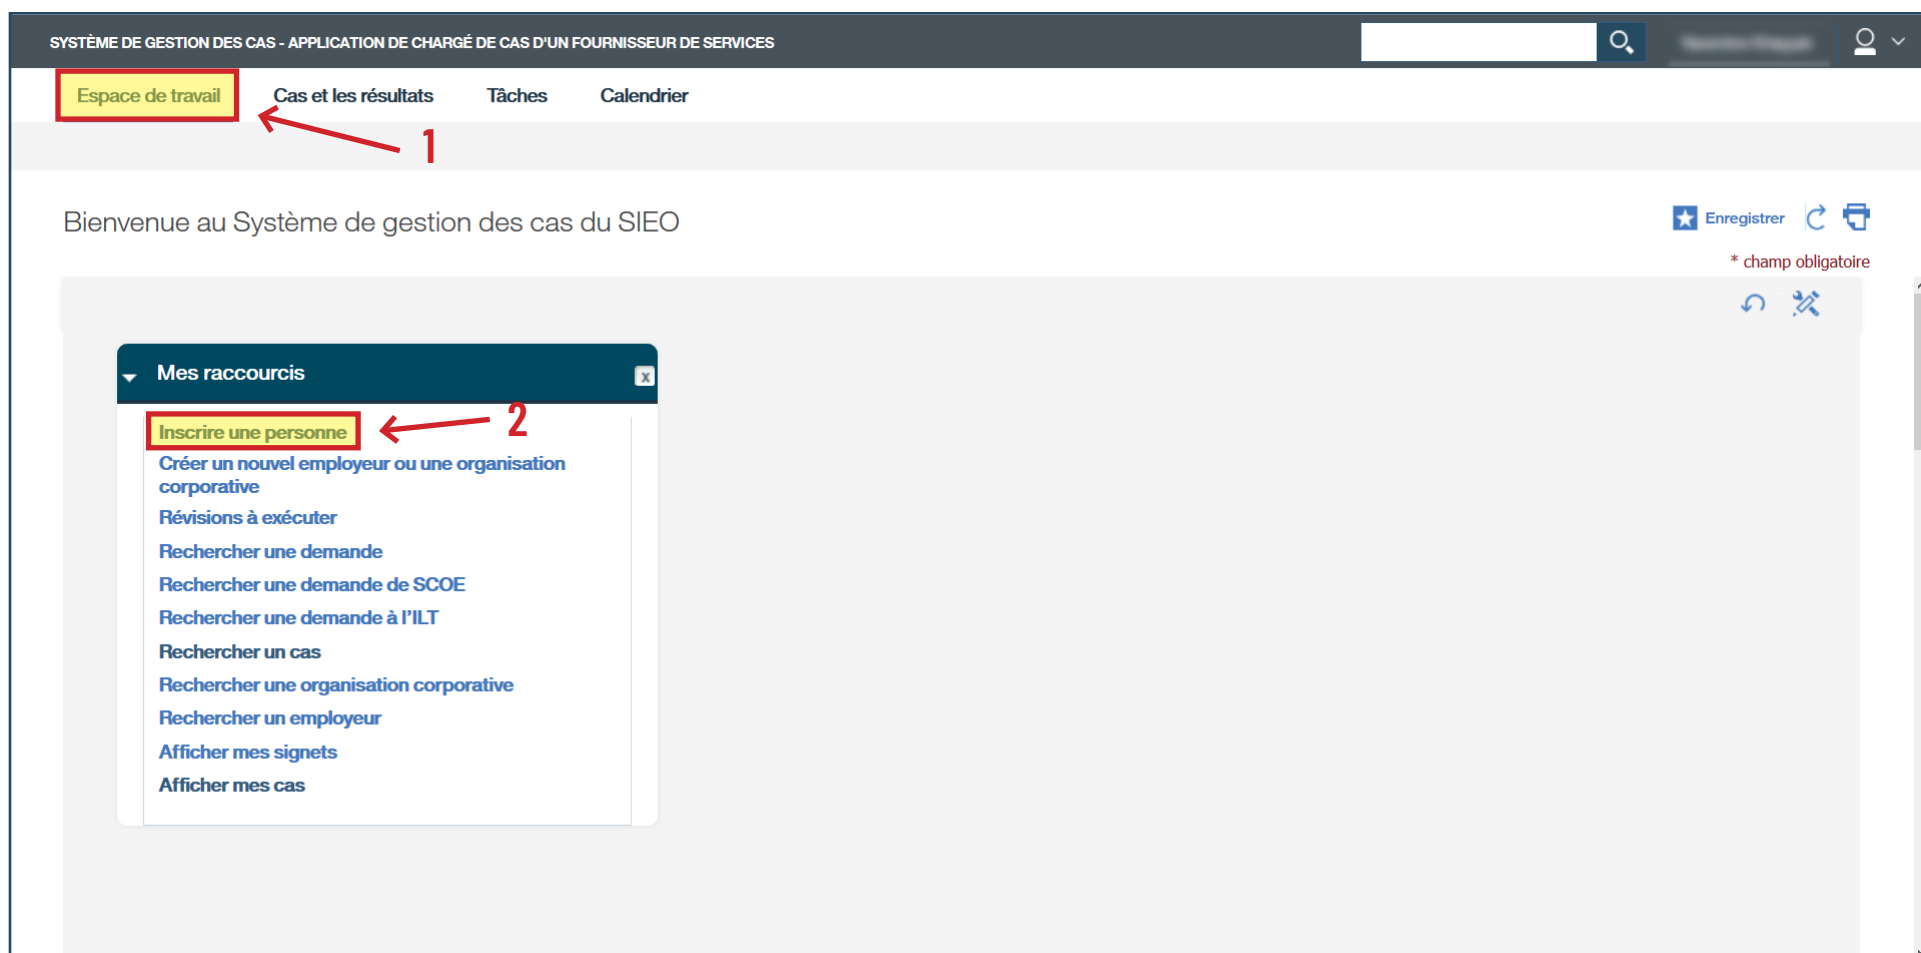 SYSTÈME DE GESTION DES CAS - APPLICATION DE CHARGÉ DE CAS D'UN FOURNISSEUR DE SERVICES
Espace de travail Cas et les résultats Tâches Calendrier
1
Bienvenue au Système de gestion des cas du SIEO
Enregistrer
* champ obligatoire
Mes raccourcis
x
Inscrire une personne
2
Créer un nouvel employeur ou une organisation
corporative
Révisions à exécuter
Rechercher une demande
Rechercher une demande de SCOE
Rechercher une demande à l’ILT
Rechercher un cas
Rechercher une organisation corporative
Rechercher un employeur
Afficher mes signets
Afficher mes cas